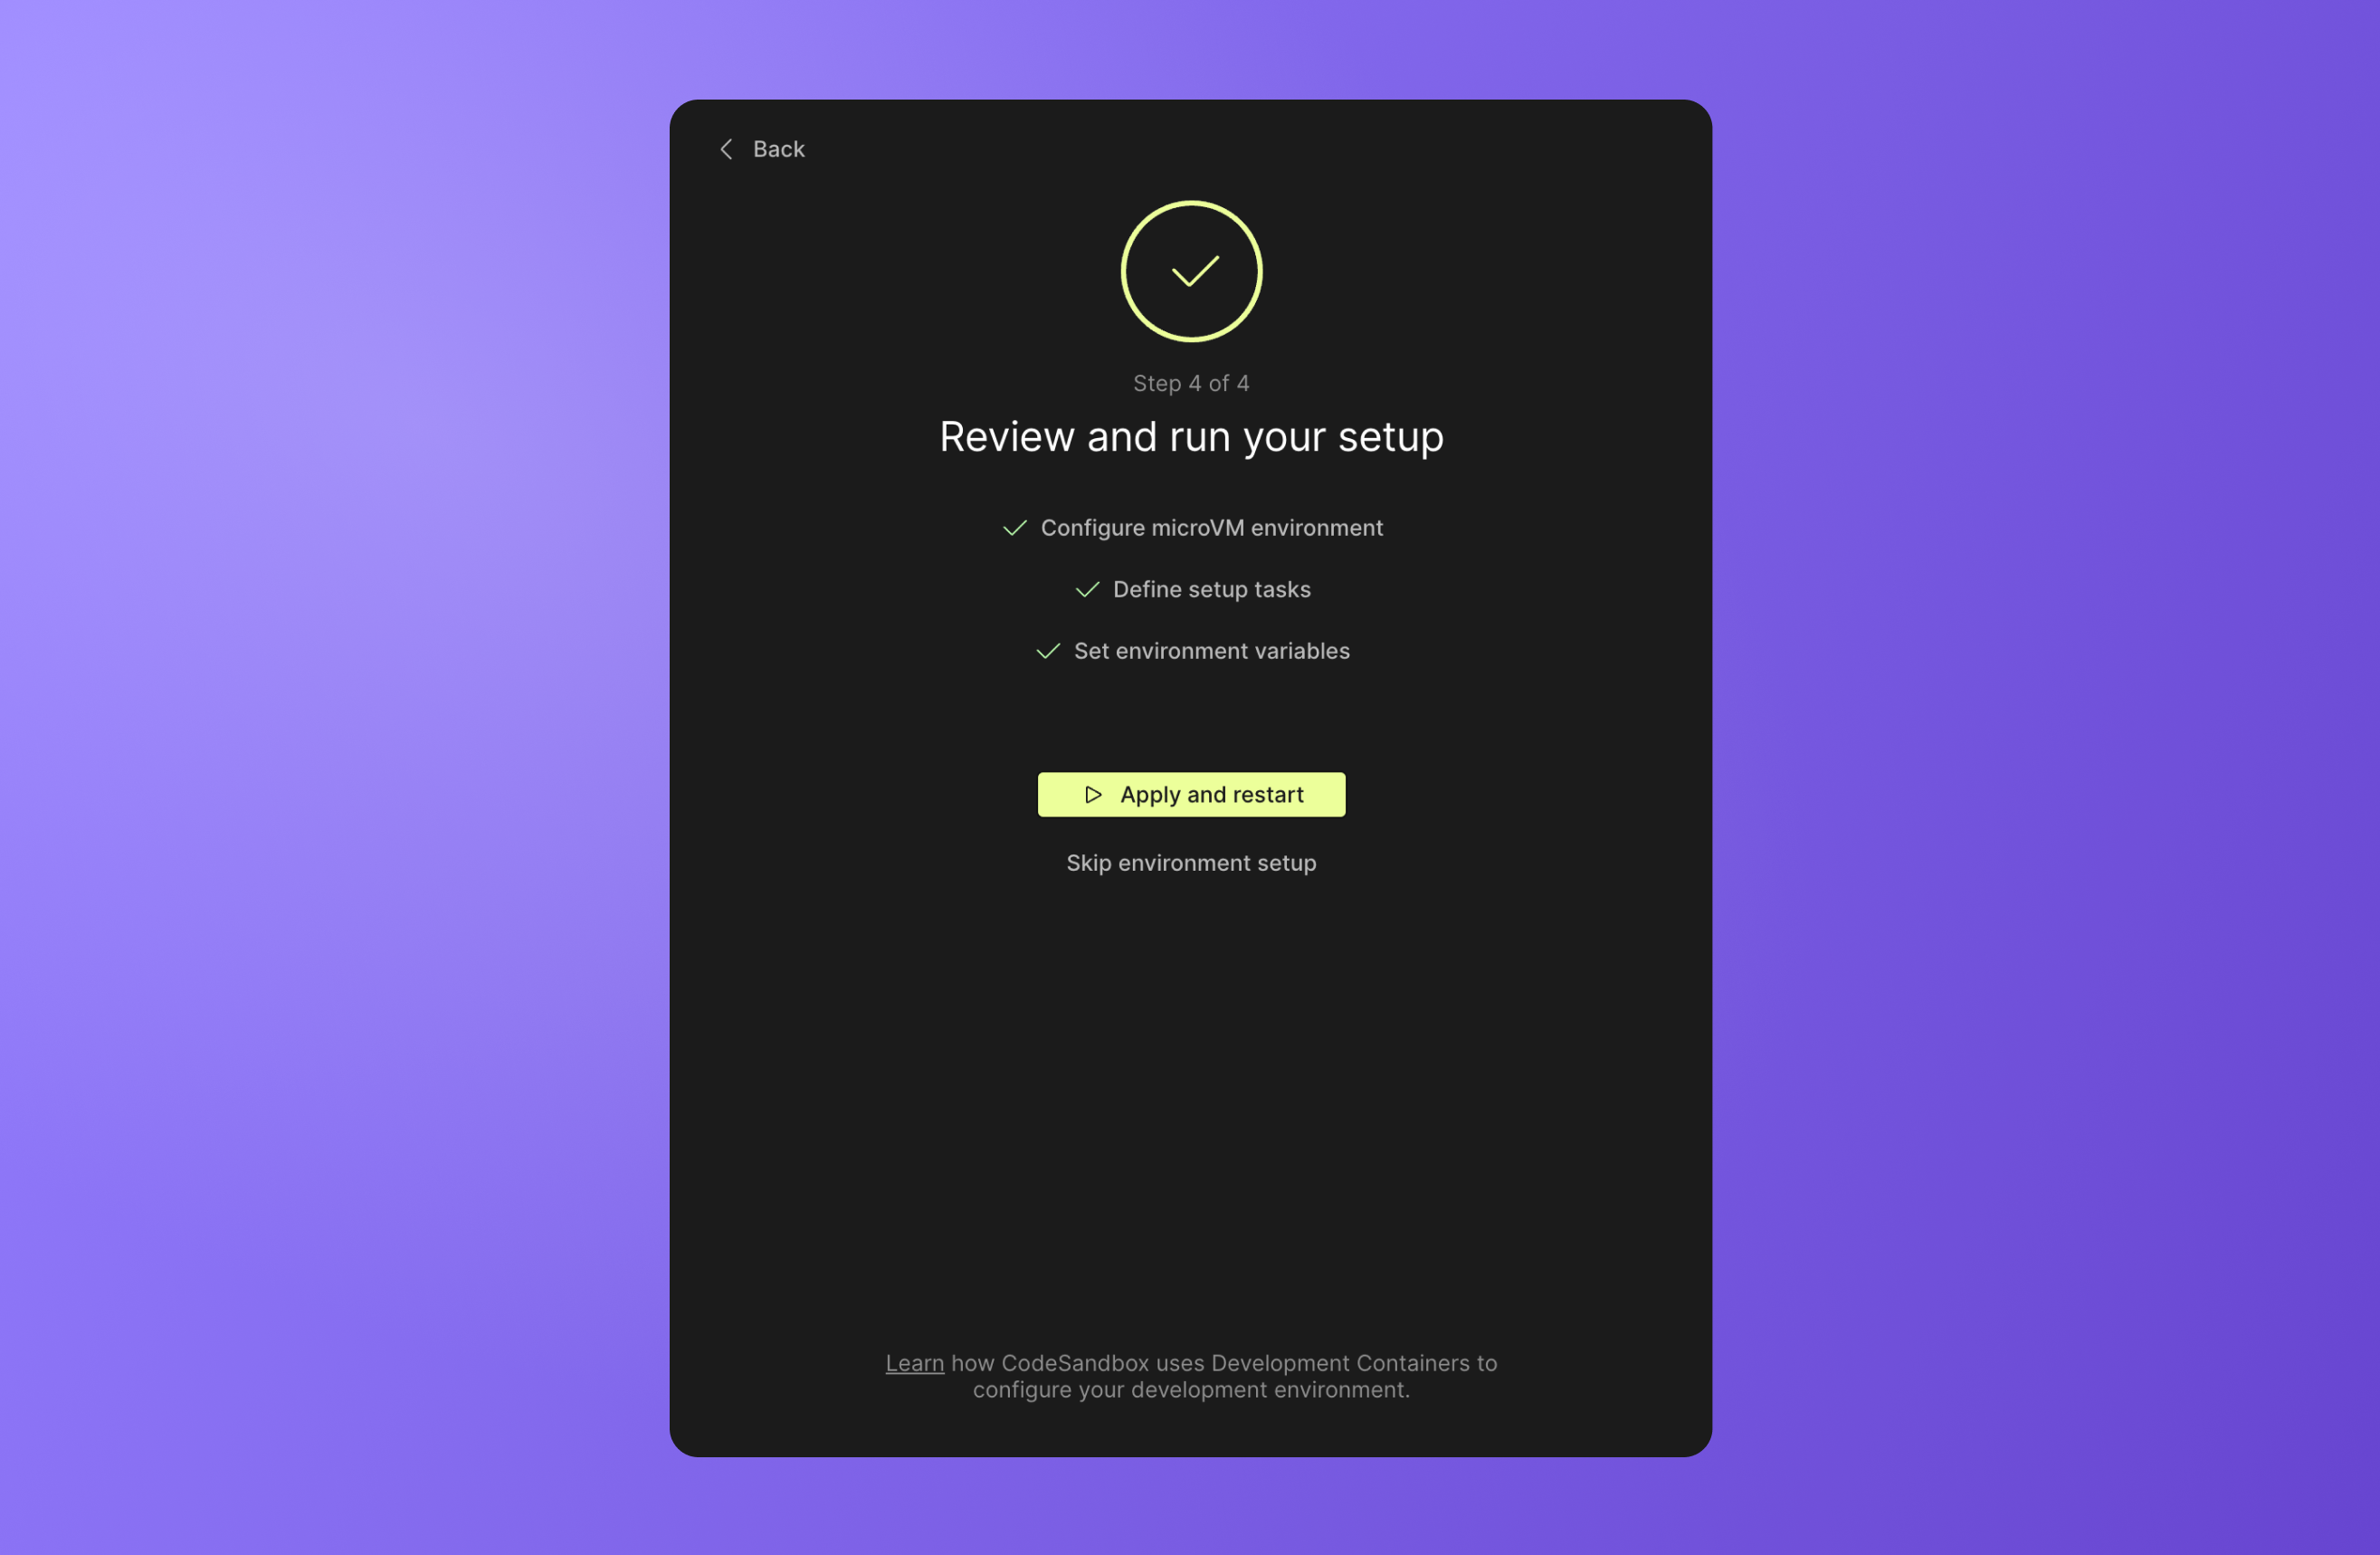 Back
Step 4 of 4
Review and run your setup
Configure microVM environment
Define setup tasks
Set environment variables
Apply and restart
Skip environment setup
Learn how CodeSandbox uses Development Containers to
configure your development environment.